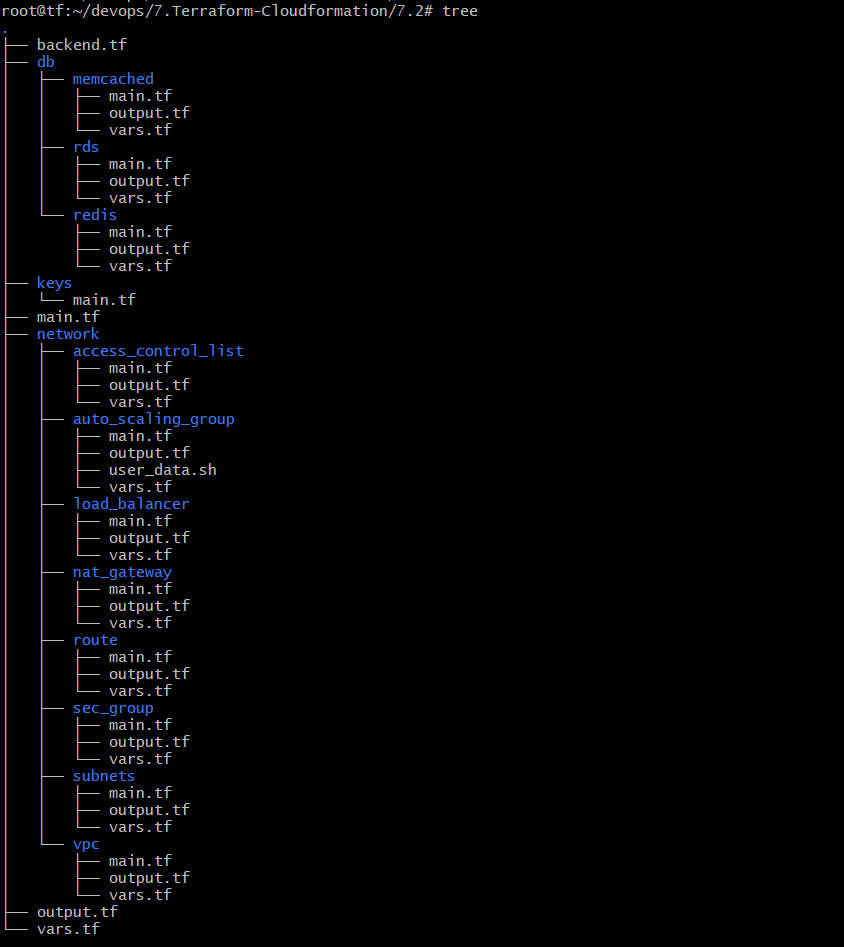 root@tf:~/devops/7.Terraform-Cloudformation/7.2# tree
.
├── backend.tf
├── db
│   ├── memcached
│   │   ├── main.tf
│   │   ├── output.tf
│   │   └── vars.tf
│   ├── rds
│   │   ├── main.tf
│   │   ├── output.tf
│   │   └── vars.tf
│   └── redis
│       ├── main.tf
│       ├── output.tf
│       └── vars.tf
├── keys
│   └── main.tf
├── main.tf
├── network
│   ├── access_control_list
│   │   ├── main.tf
│   │   ├── output.tf
│   │   └── vars.tf
│   ├── auto_scaling_group
│   │   ├── main.tf
│   │   ├── output.tf
│   │   ├── user_data.sh
│   │   └── vars.tf
│   ├── load_balancer
│   │   ├── main.tf
│   │   ├── output.tf
│   │   └── vars.tf
│   ├── nat_gateway
│   │   ├── main.tf
│   │   ├── output.tf
│   │   └── vars.tf
│   ├── route
│   │   ├── main.tf
│   │   ├── output.tf
│   │   └── vars.tf
│   ├── sec_group
│   │   ├── main.tf
│   │   ├── output.tf
│   │   └── vars.tf
│   ├── subnets
│   │   ├── main.tf
│   │   ├── output.tf
│   │   └── vars.tf
│   └── vpc
│       ├── main.tf
│       ├── output.tf
│       └── vars.tf
├── output.tf
└── vars.tf